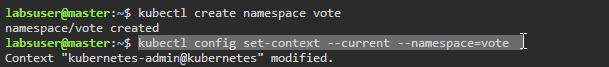 labsuser@master:~$ kubectl create namespace vote
namespace/vote created
labsuser@master:~$ kubectl config set-context --current --namespace=vote
Context "kubernetes-admin@kubernetes" modified.